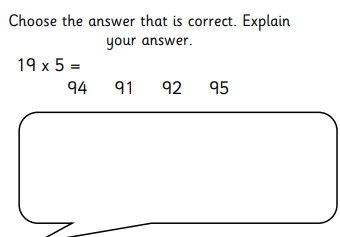 Choose the answer that is correct. Explain
your answer.
19 x 5 =
94 91 92 95